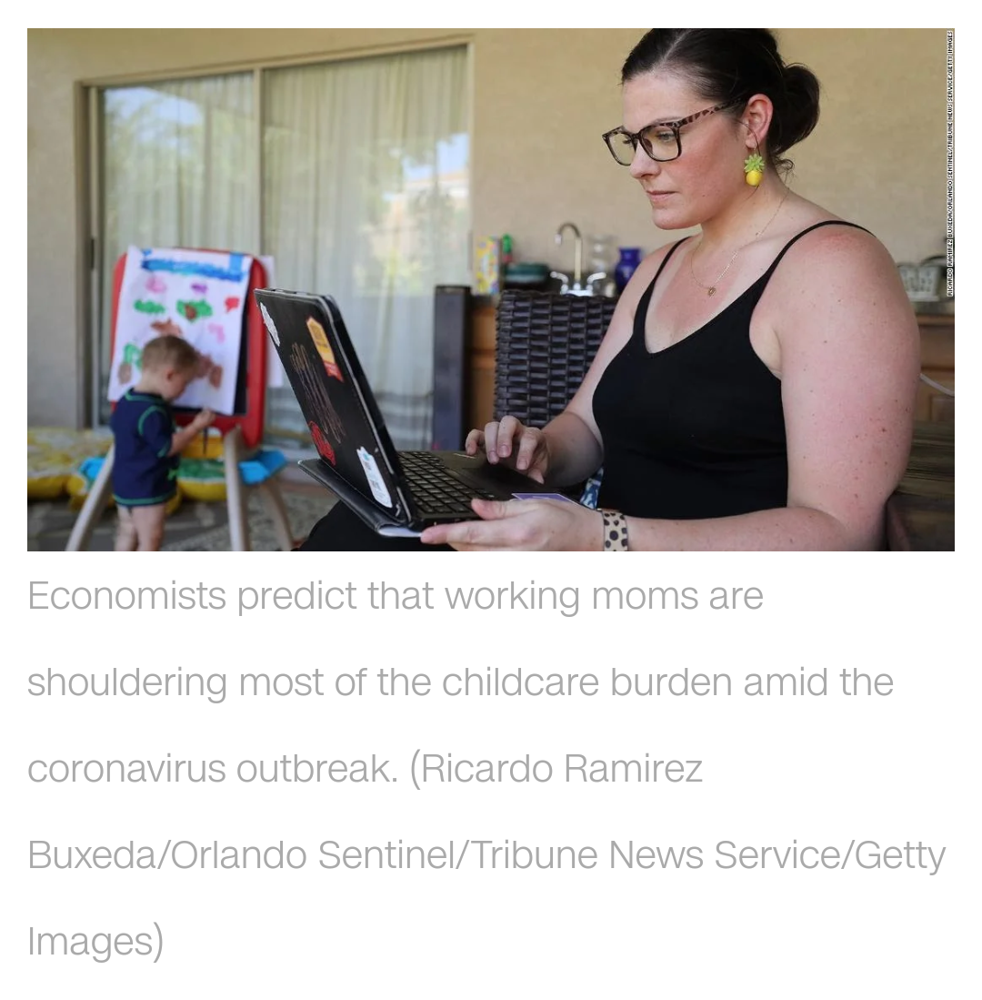 RICARDO RAMIREZ BUXEDA/ORLANDO SENTINEL/TRIBUNE NEWS SERVICE/GETTY IMAGES
Economists predict that working moms are
shouldering most of the childcare burden amid the
coronavirus outbreak. (Ricardo Ramirez
Buxeda/Orlando Sentinel/Tribune News Service/Getty
Images)